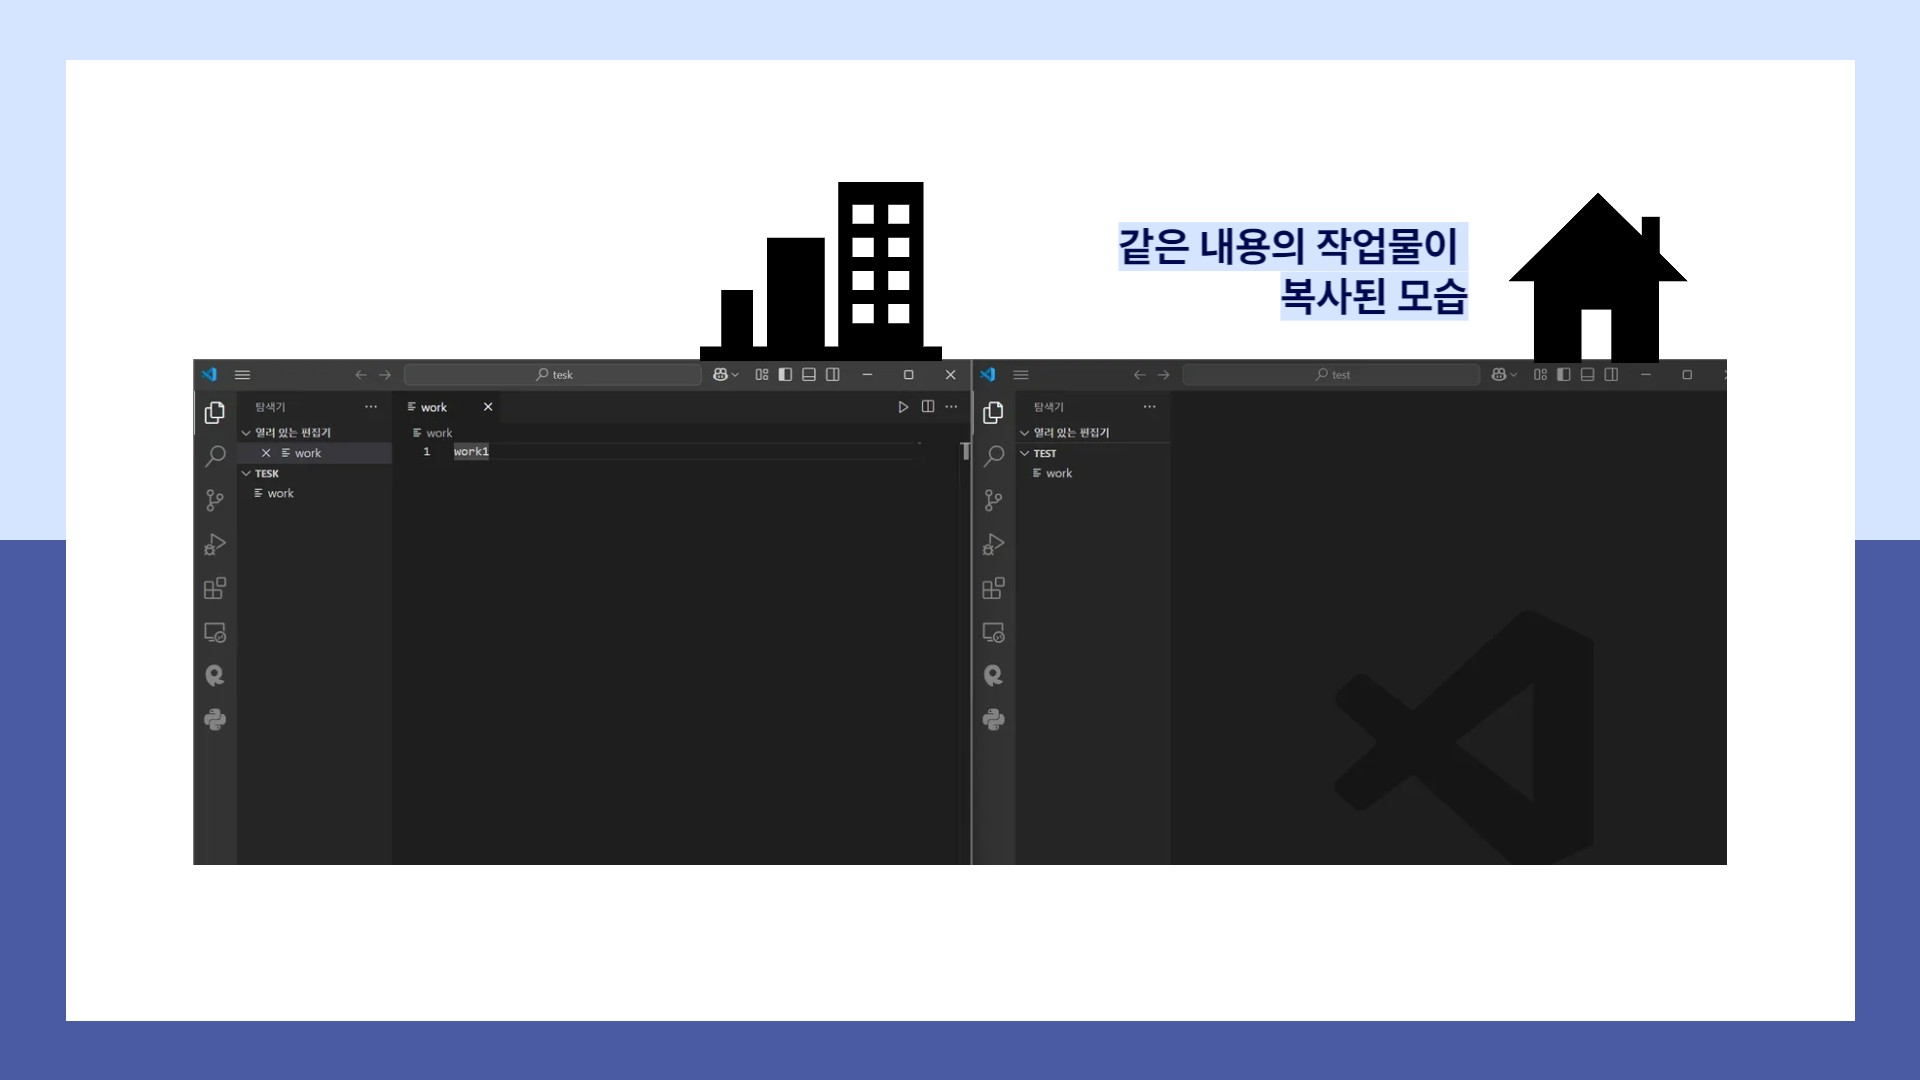 같은 내용의 작업물이
복사된 모습
tesk
탐색기
열려 있는 편집기
work
TESK
work
work
work
1 work1
test
탐색기
열려 있는 편집기
TEST
work